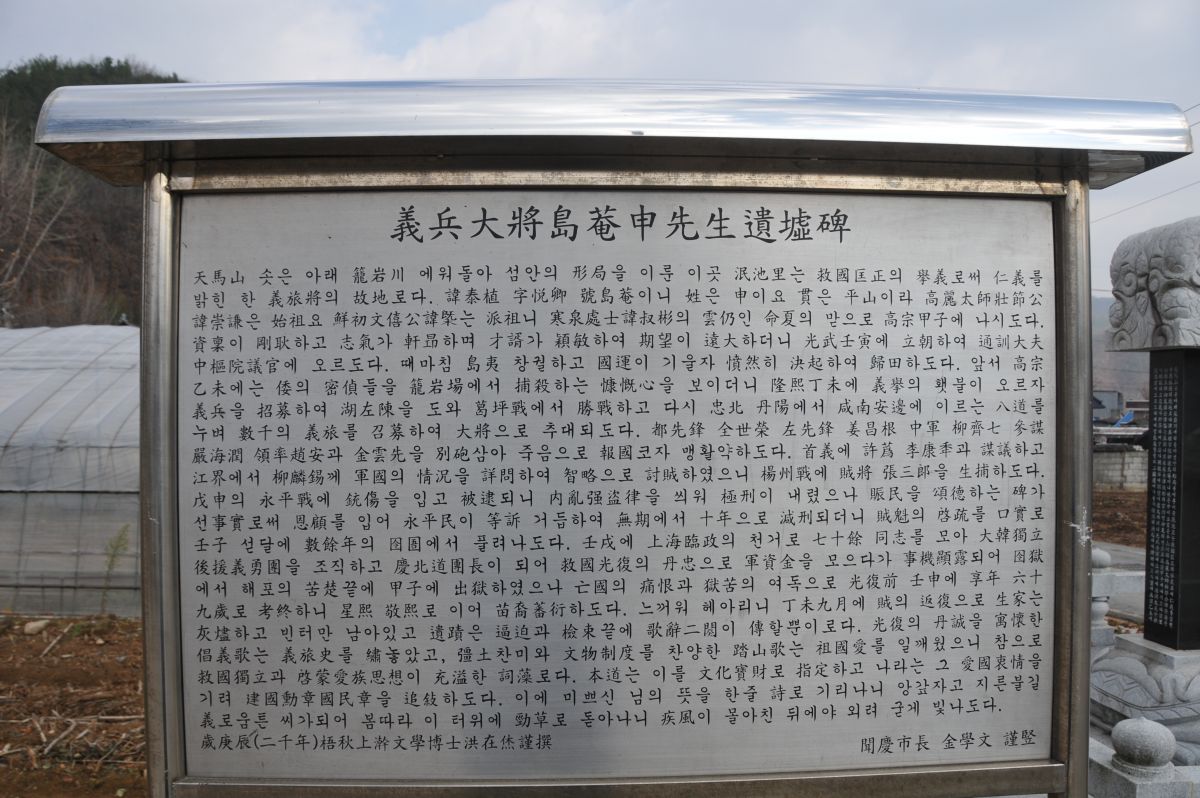 義兵大將島菴申先生遺墟碑
天馬山 솟은 아래 籠岩川 에워돌아 섬안의 形局을 이룬 이곳 泯池里는 救國匡正의 擧義로써 仁義를
밝힌 한 義旅將의 故地로다. 諱泰植 字悦卿 號島菴이니 姓은 申이요 貫은 平山이라 高麗太師壯節公
諱崇謙은 始祖요 鮮初文僖公諱槩는 派祖니 寒泉處士諱叔彬의 雲仍인 命夏의 맏으로 高宗甲子에 나시도다.
資稟이 剛耿하고 志氣가 軒昻하며 才諝가 穎敏하여 期望이 遠大하더니 光武壬寅에 立朝하여 通訓大夫
中樞院議官에 오르도다. 때마침 島夷 창궐하고 國運이 기울자 憤然히 決起하여 歸田하도다. 앞서 高宗
乙未에는 倭의 密偵들을 籠岩場에서 捕殺하는 慷慨心을 보이더니 隆熙丁未에 義擧의 횃불이 오르자
義兵을 招募하여 湖左陳을 도와 葛坪戰에서 勝戰하고 다시 忠北 丹陽에서 咸南安邊에 이르는 八道를
누벼 數千의 義旅를 召募하여 大將으로 추대되도다. 都先鋒 全世榮 左先鋒 姜昌根 中軍 柳齊七 參謀
嚴海潤 領率趙安과 金雲先을 別砲삼아 죽음으로 報國코자 맹활약하도다. 首義에 許蔿 李康秊과 謀議하고
江界에서 柳麟錫께 軍國의 情況을 詳問하여 智略으로 討賊하였으니 楊州戰에 賊將 張三郎을 生捕하도다.
戊申의 永平戰에 銃傷을 입고 被逮되니 內亂强盜律을 씌워 極刑이 내렸으나 賑民을 頌德하는 碑가
선事實로써 恩顧를 입어 永平民이 等訴 거듭하여 無期에서 十年으로 減刑되더니 賊魁의 啓疏를 口實로
壬子 섣달에 數餘年의 囹圄에서 풀려나도다. 壬戌에 上海臨政의 천거로 七十餘 同志를 모아 大韓獨立
後援義勇團을 조직하고 慶北道團長이 되어 救國光復의 丹忠으로 軍資金을 모으다가 事機顯露되어 囹獄
에서 해포의 苦楚끝에 甲子에 出獄하였으나 亡國의 痛恨과 獄苦의 여독으로 光復前 壬申에 享年 六十
九歲로 考終하니 星熙 敬熙로 이어 苗裔蕃衍하도다. 느꺼워 헤아리니 丁未九月에 賊의 返復으로 生家는
灰燼하고 빈터만 남아있고 遺蹟은 逼迫과 檢束끝에 歌辭二闋이 傳할뿐이로다. 光復의 丹誠을 寓懷한
倡義歌는 義旅史를 繡놓았고, 疆土찬미와 文物制度를 찬양한 踏山歌는 祖國愛를 일깨웠으니 참으로
救國獨立과 啓蒙愛族思想이 充溢한 詞藻로다. 本道는 이를 文化寶財로 指定하고 나라는 그 愛國衷情을
기려 建國勳章國民章을 追敍하도다. 이에 미쁘신 님의 뜻을 한줄 詩로 기리나니 앙갚자고 지른불길
義로움튼 씨가되어 봄따라 이 터위에 勁草로 돋아나니 疾風이 몰아친 뒤에야 외려 굳게 빛나도다.
歲庚辰(二千年)梧秋上澣文學博士洪在烋謹撰
聞慶市長 金學文 謹竪